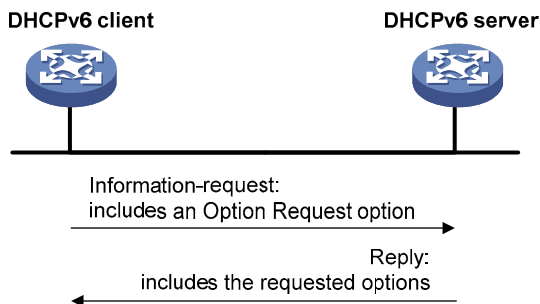 DHCPv6 client
DHCPv6 server
Information-request:
includes an Option Request option
Reply:
includes the requested options